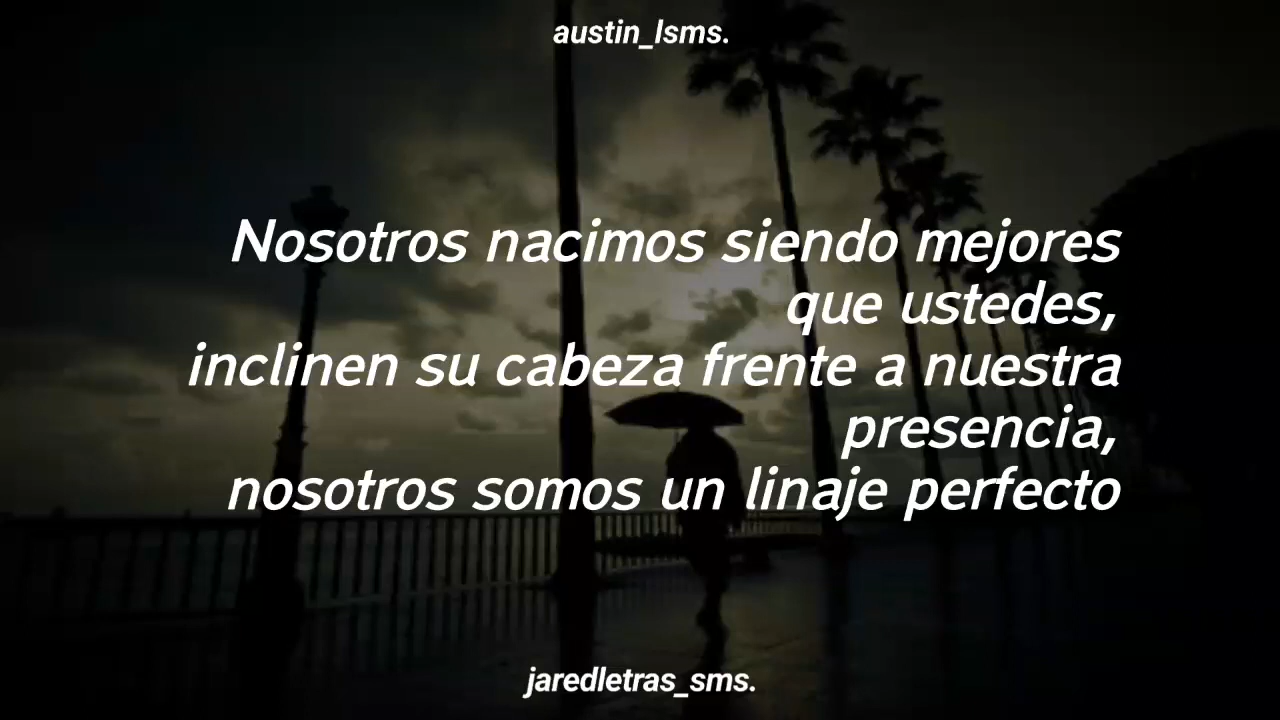 austin_lsms.
Nosotros nacimos siendo mejores
que ustedes,
inclinen su cabeza frente a nuestra
presencia,
nosotros somos un linaje perfecto
jaredletras_sms.